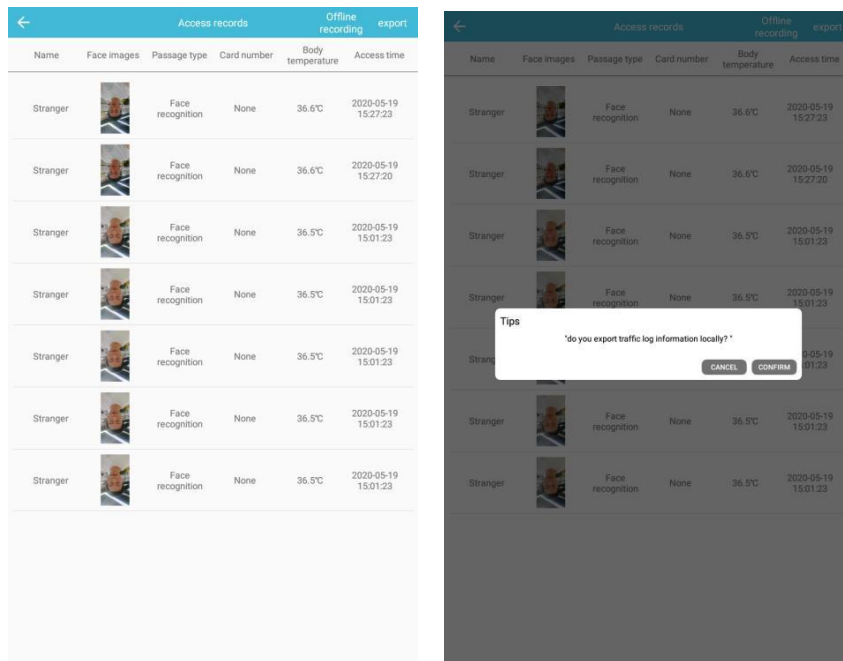 Access records Offline recording export
Name Face images Passage type Card number Body temperature Access time
Stranger Face recognition None 36.6℃ 2020-05-19 15:27:23
Stranger Face recognition None 36.6℃ 2020-05-19 15:27:20
Stranger Face recognition None 36.5℃ 2020-05-19 15:01:23
Stranger Face recognition None 36.5℃ 2020-05-19 15:01:23
Stranger Face recognition None 36.5℃ 2020-05-19 15:01:23
Stranger Face recognition None 36.5℃ 2020-05-19 15:01:23
Stranger Face recognition None 36.5℃ 2020-05-19 15:01:23
Access records Offline recording export
Name Face images Passage type Card number Body temperature Access time
Stranger Face recognition None 36.6℃ 2020-05-19 15:27:23
Stranger Face recognition None 36.6℃ 2020-05-19 15:27:20
Stranger Face recognition None 36.5℃ 2020-05-19 15:01:23
Stranger Face recognition None 36.5℃ 2020-05-19 15:01:23
Tips
"do you export traffic log information locally? "
CANCEL CONFIRM
Strang 0-05-19 01:23
Stranger Face recognition None 36.5℃ 2020-05-19 15:01:23
Stranger Face recognition None 36.5℃ 2020-05-19 15:01:23